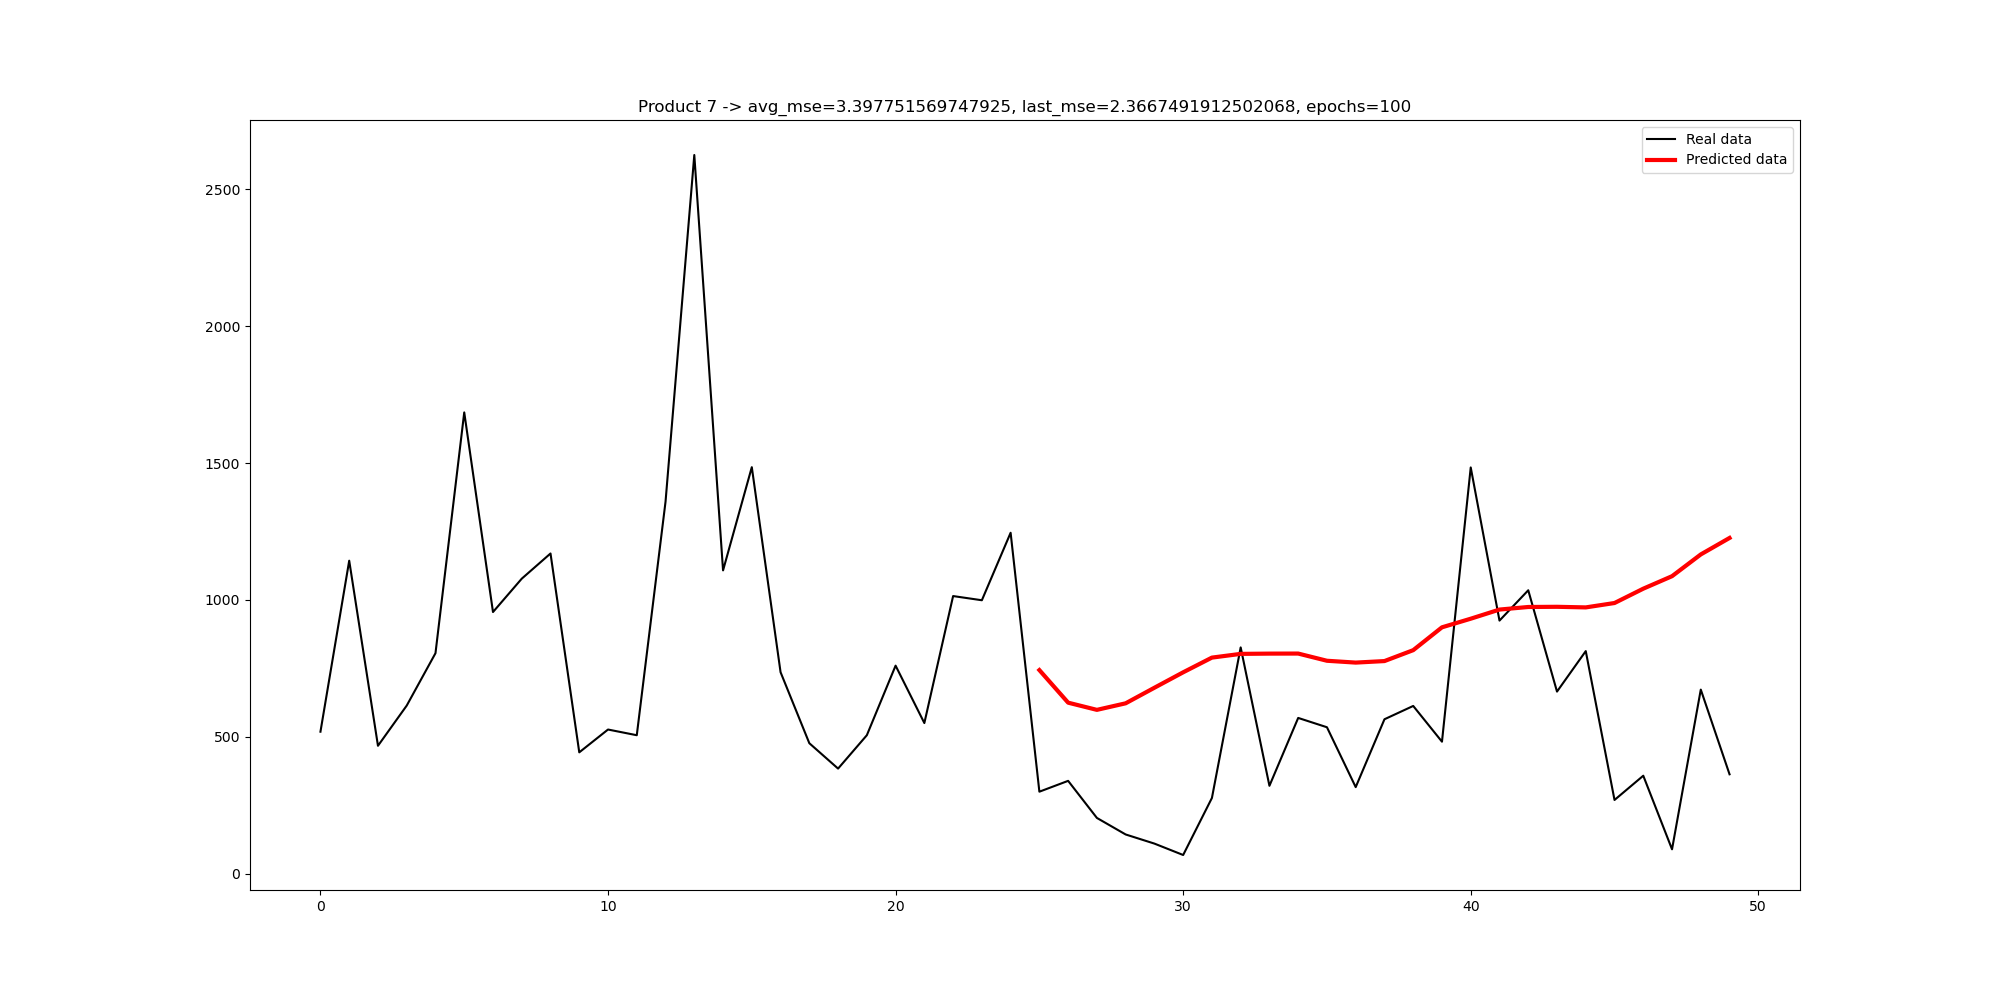 Product 7 -> avg_mse=3.397751569747925, last_mse=2.3667491912502068, epochs=100
Real data
Predicted data
2500
2000
1500
1000
500
0
0 10 20 30 40 50